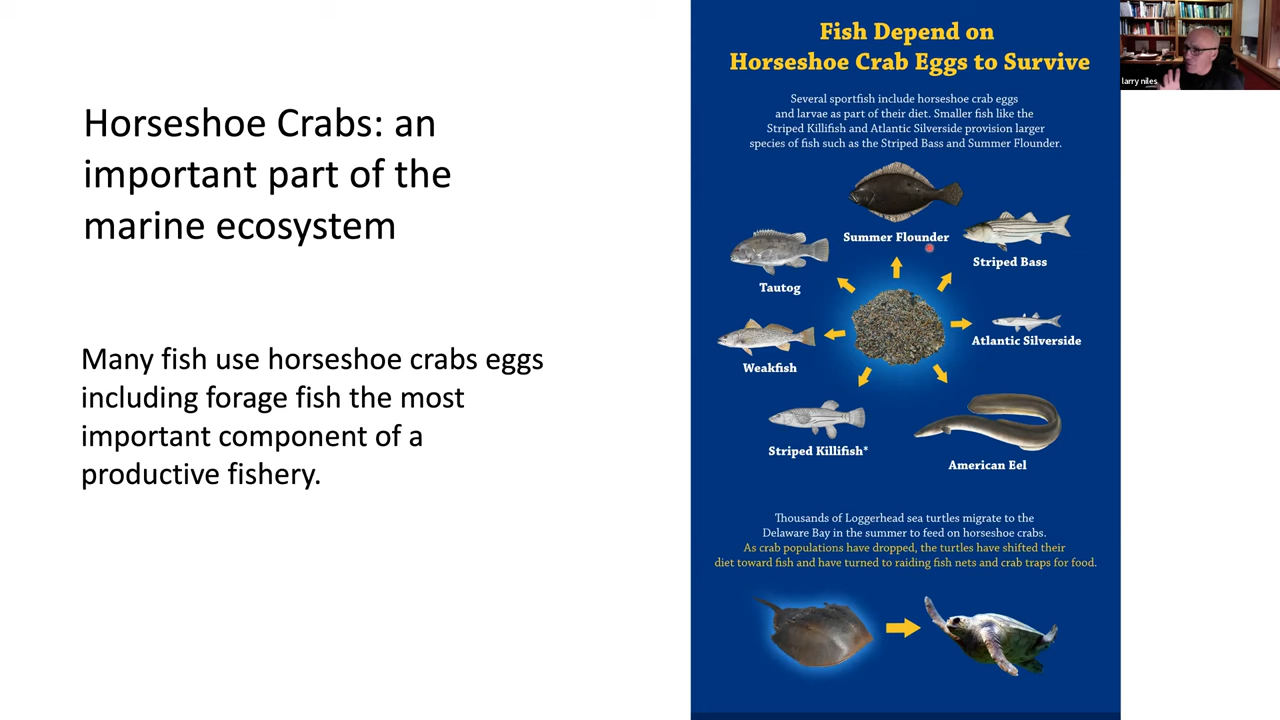 Horseshoe Crabs: an
important part of the
marine ecosystem
Many fish use horseshoe crabs eggs
including forage fish the most
important component of a
productive fishery.
Fish Depend on
Horseshoe Crab Eggs to Survive
Several sportfish include horseshoe crab eggs
and larvae as part of their diet. Smaller fish like the
Striped Killifish and Atlantic Silverside provision larger
species of fish such as the Striped Bass and Summer Flounder.
Summer Flounder
Striped Bass
Tautog
Atlantic Silverside
Weakfish
Striped Killifish*
American Eel
Thousands of Loggerhead sea turtles migrate to the
Delaware Bay in the summer to feed on horseshoe crabs.
As crab populations have dropped, the turtles have shifted their
diet toward fish and have turned to raiding fish nets and crab traps for food.
larry niles